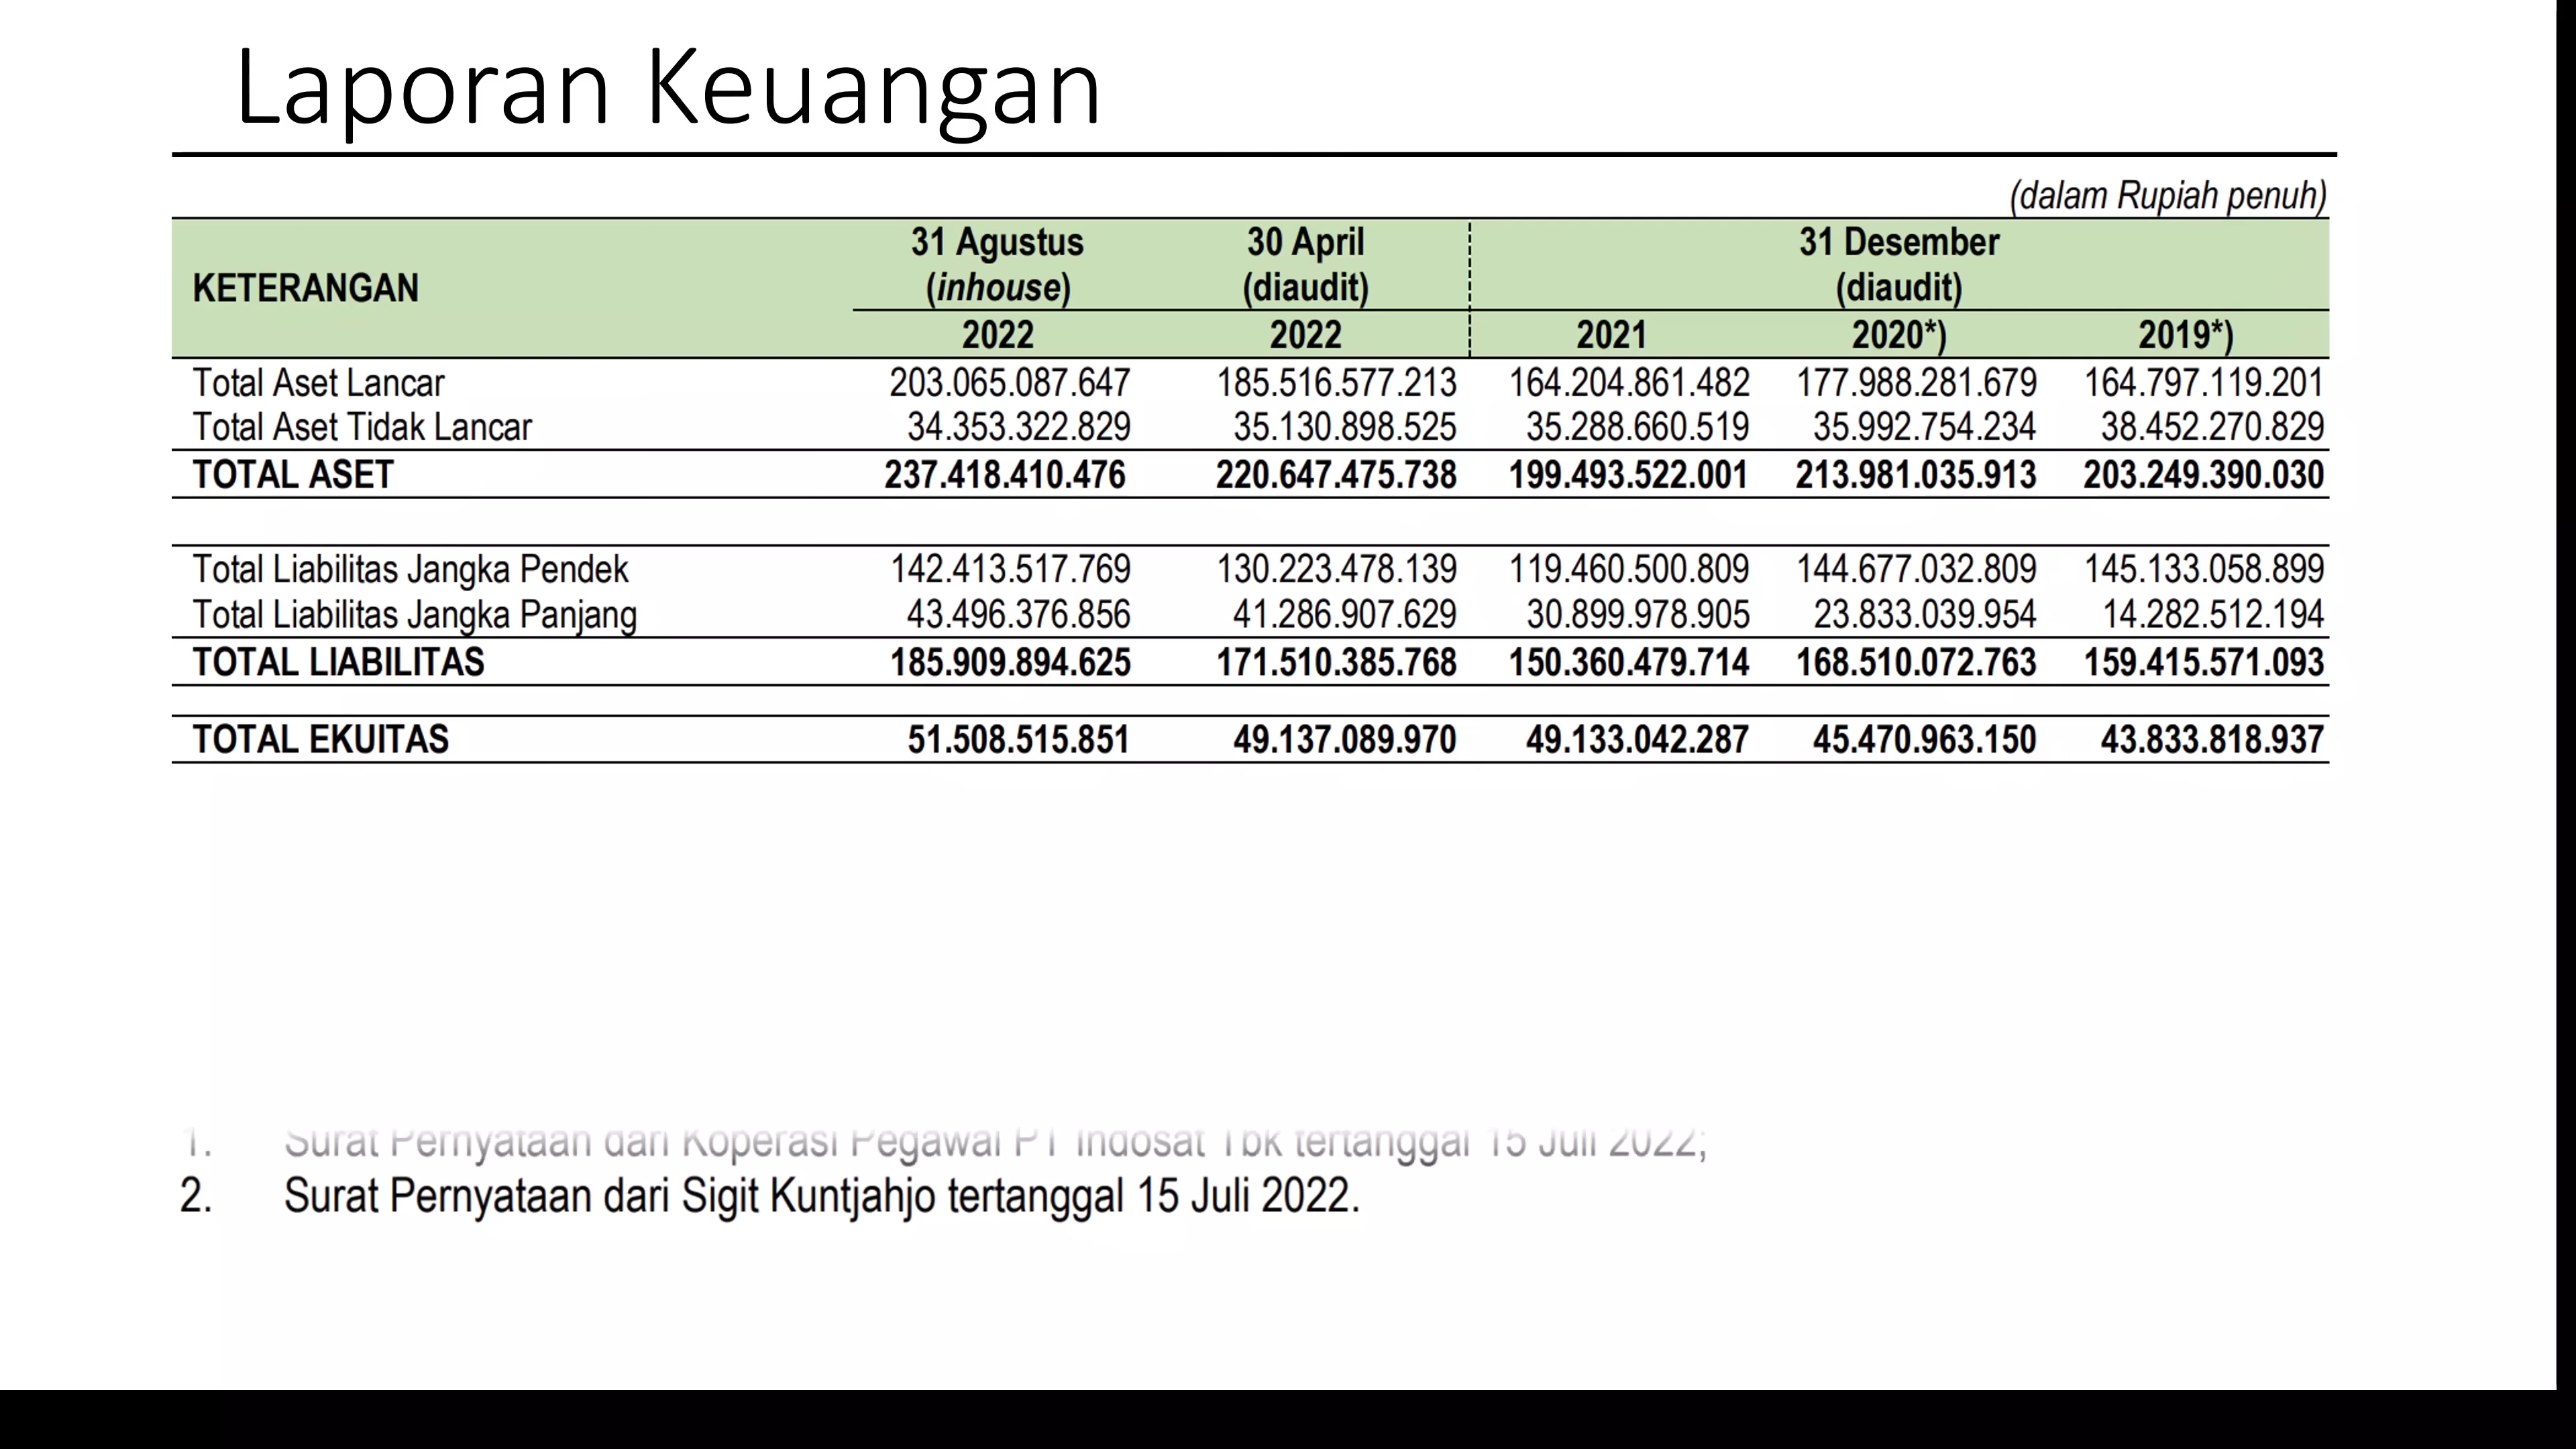 Laporan Keuangan
(dalam Rupiah penuh)
KETERANGAN 31 Agustus (inhouse) 2022 30 April (diaudit) 2022 31 Desember (diaudit) 2021 2020*) 2019*)
Total Aset Lancar 203.065.087.647 185.516.577.213 164.204.861.482 177.988.281.679 164.797.119.201
Total Aset Tidak Lancar 34.353.322.829 35.130.898.525 35.288.660.519 35.992.754.234 38.452.270.829
TOTAL ASET 237.418.410.476 220.647.475.738 199.493.522.001 213.981.035.913 203.249.390.030
Total Liabilitas Jangka Pendek 142.413.517.769 130.223.478.139 119.460.500.809 144.677.032.809 145.133.058.899
Total Liabilitas Jangka Panjang 43.496.376.856 41.286.907.629 30.899.978.905 23.833.039.954 14.282.512.194
TOTAL LIABILITAS 185.909.894.625 171.510.385.768 150.360.479.714 168.510.072.763 159.415.571.093
TOTAL EKUITAS 51.508.515.851 49.137.089.970 49.133.042.287 45.470.963.150 43.833.818.937
1. Surat Pernyataan dari Koperasi Pegawai PT Indosat Tbk tertanggal 15 Juli 2022;
2. Surat Pernyataan dari Sigit Kuntjahjo tertanggal 15 Juli 2022.